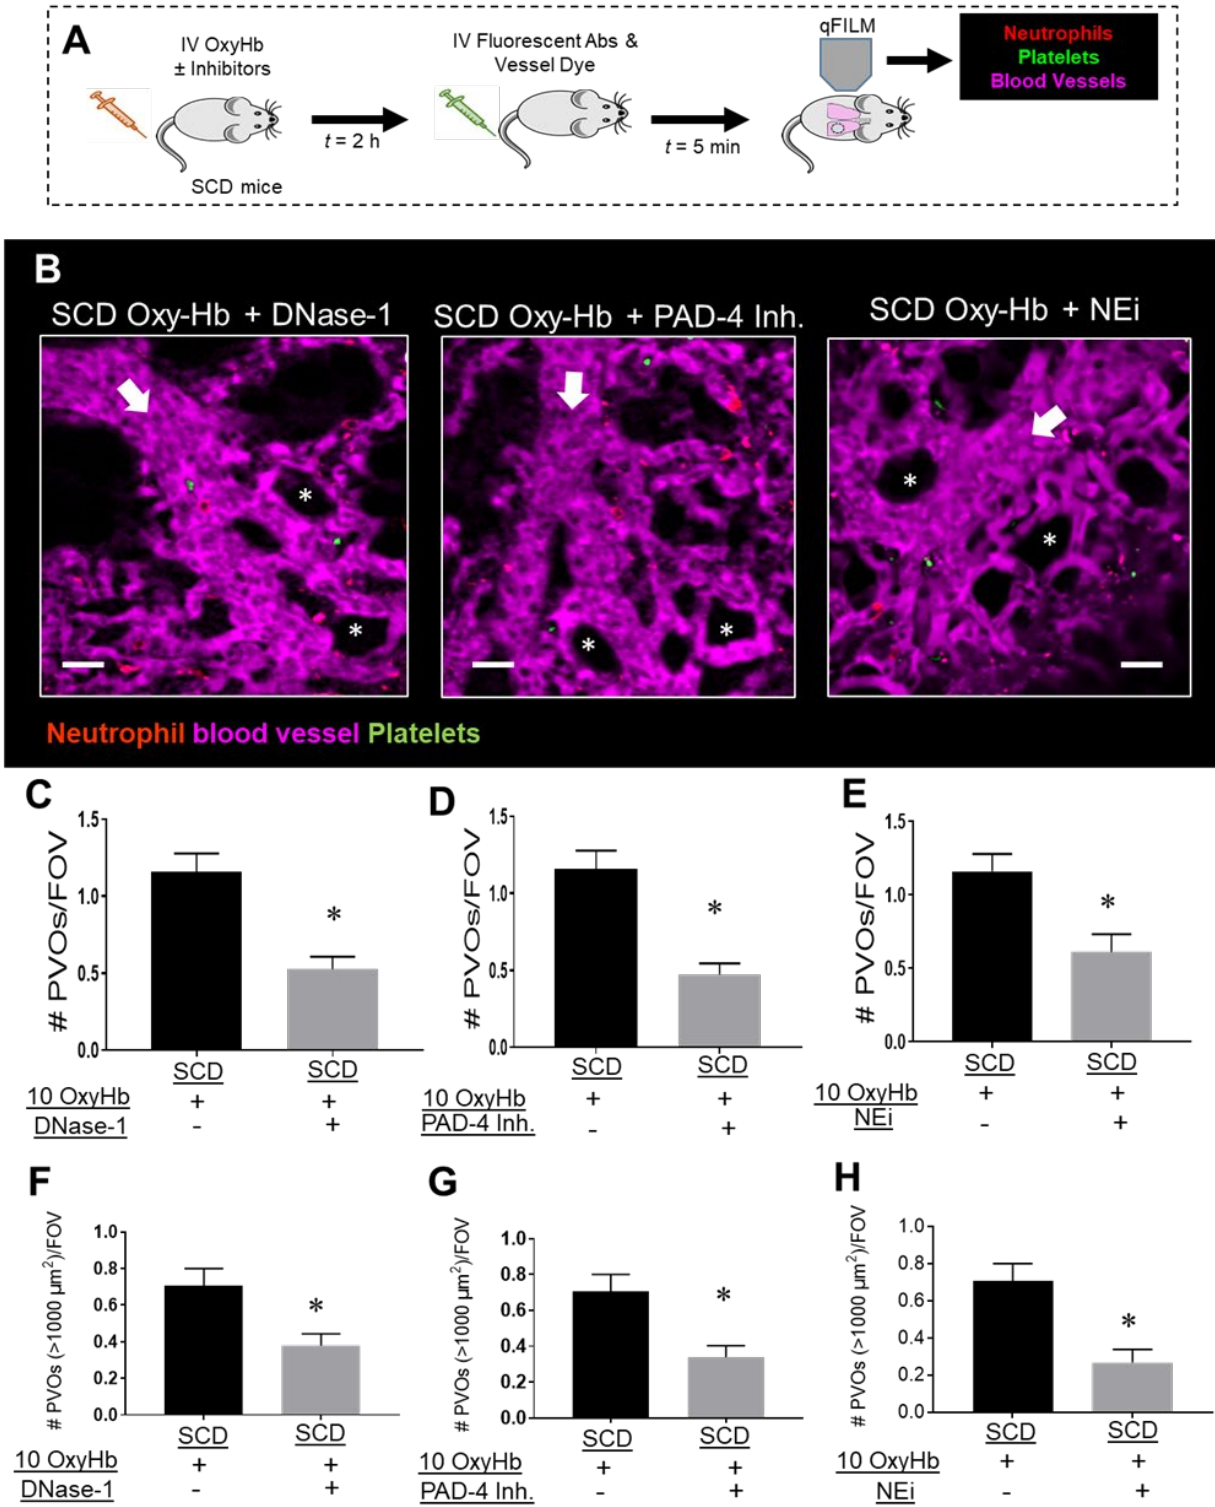 A
IV OxyHb
± Inhibitors
SCD mice
t = 2 h
IV Fluorescent Abs &
Vessel Dye
t = 5 min
qFILM
Neutrophils
Platelets
Blood Vessels
B
SCD Oxy-Hb + DNase-1
SCD Oxy-Hb + PAD-4 Inh.
SCD Oxy-Hb + NEi
*
*
*
*
*
*
Neutrophil blood vessel Platelets
C
# PVOs/FOV
1.5
1.0
0.5
0.0
*
SCD SCD
10 OxyHb + +
DNase-1 - +
D
# PVOs/FOV
1.5
1.0
0.5
0.0
*
SCD SCD
10 OxyHb + +
PAD-4 Inh. - +
E
# PVOs/FOV
1.5
1.0
0.5
0.0
*
SCD SCD
10 OxyHb + +
NEi - +
F
# PVOs (>1000 µm²)/FOV
1.0
0.8
0.6
0.4
0.2
0.0
*
SCD SCD
10 OxyHb + +
DNase-1 - +
G
# PVOs (>1000 µm²)/FOV
1.0
0.8
0.6
0.4
0.2
0.0
*
SCD SCD
10 OxyHb + +
PAD-4 Inh. - +
H
# PVOs (>1000 µm²)/FOV
1.0
0.8
0.6
0.4
0.2
0.0
*
SCD SCD
10 OxyHb + +
NEi - +